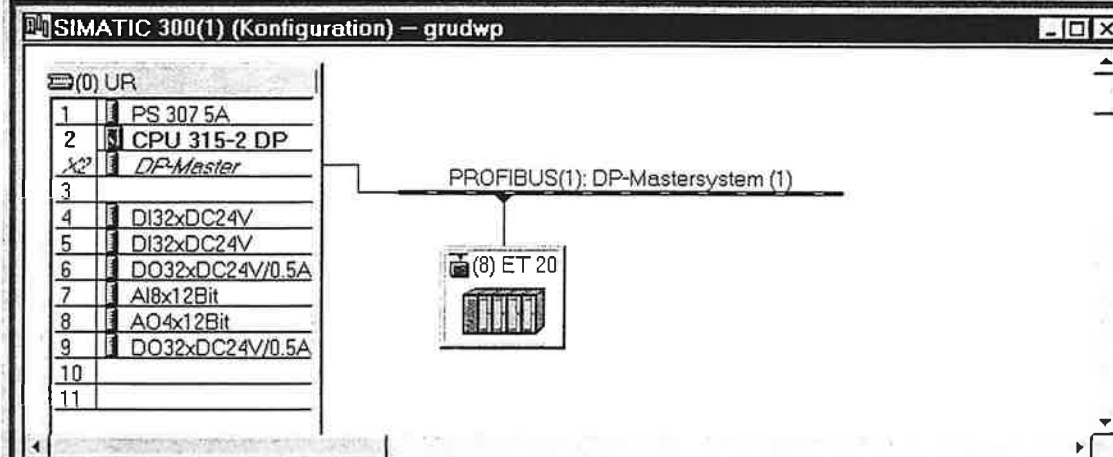 SIMATIC 300(1) (Konfiguration) — grudwp
(0) UR
1 PS 307 5A
2 CPU 315-2 DP
X2 DP-Master
3
4 DI32xDC24V
5 DI32xDC24V
6 DO32xDC24V/0.5A
7 AI8x12Bit
8 AO4x12Bit
9 DO32xDC24V/0.5A
10
11
PROFIBUS(1): DP-Mastersystem (1)
(8) ET 20